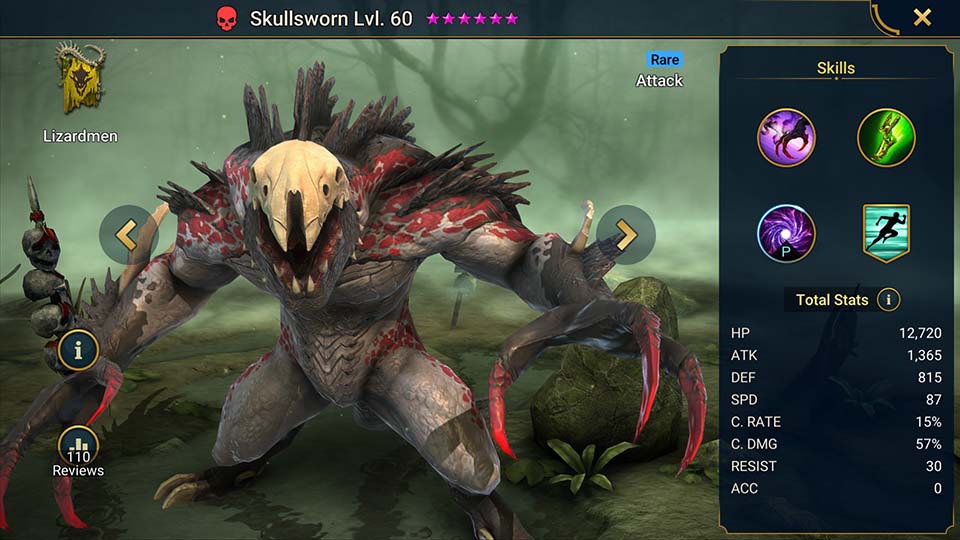 Skullsworn Lvl. 60
Rare
Attack
Lizardmen
110
Reviews
Skills
P
Total Stats
HP 12,720
ATK 1,365
DEF 815
SPD 87
C. RATE 15%
C. DMG 57%
RESIST 30
ACC 0